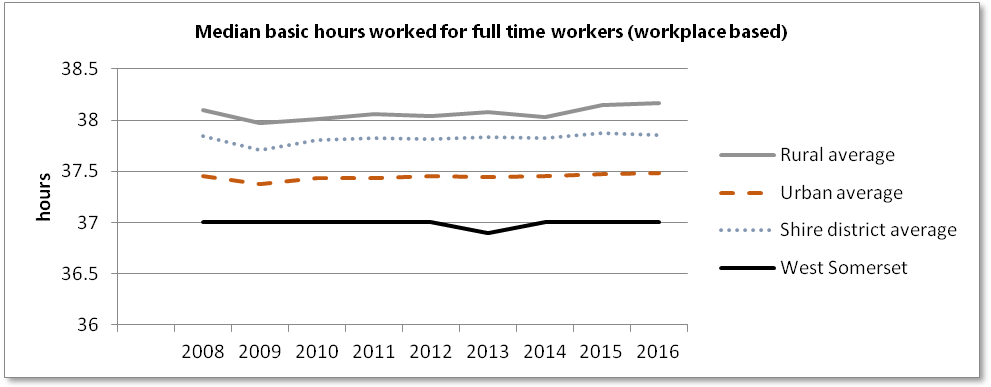 Median basic hours worked for full time workers (workplace based)
38.5
38
37.5
37
36.5
36
hours
2008 2009 2010 2011 2012 2013 2014 2015 2016
Rural average
Urban average
Shire district average
West Somerset